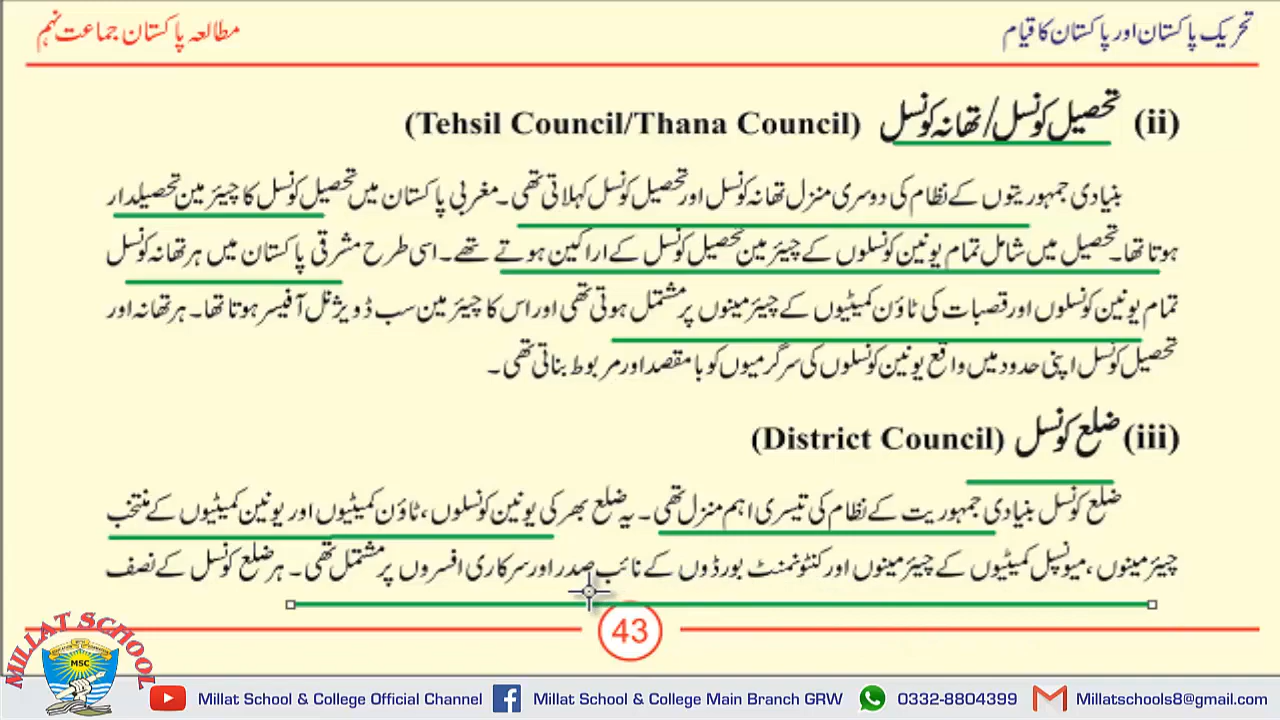 تحریک پاکستان اور پاکستان کا قیام
مطالعہ پاکستان جماعت نہم
(ii) تحصیل کونسل/تھانہ کونسل (Tehsil Council/Thana Council)
بنیادی جمہوریتوں کے نظام کی دوسری منزل تھانہ کونسل اور تحصیل کونسل کہلاتی تھی۔ مغربی پاکستان میں تحصیل کونسل کا چیئرمین تحصیلدار
ہوتا تھا۔ تحصیل میں شامل تمام یونین کونسلوں کے چیئرمین تحصیل کونسل کے اراکین ہوتے تھے۔ اسی طرح مشرقی پاکستان میں ہر تھانہ کونسل
تمام یونین کونسلوں اور قصبات کی ٹاؤن کمیٹیوں کے چیئرمینوں پر مشتمل ہوتی تھی اور اس کا چیئرمین سب ڈویژنل آفیسر ہوتا تھا۔ ہر تھانہ اور
تحصیل کونسل اپنی حدود میں واقع یونین کونسلوں کی سرگرمیوں کو بامقصد اور مربوط بناتی تھی۔
(iii) ضلع کونسل (District Council)
ضلع کونسل بنیادی جمہوریت کے نظام کی تیسری اہم منزل تھی۔ یہ ضلع بھر کی یونین کونسلوں، ٹاؤن کمیٹیوں اور یونین کمیٹیوں کے منتخب
چیئرمینوں، میونسپل کمیٹیوں کے چیئرمینوں اور کنٹونمنٹ بورڈوں کے نائب صدر اور سرکاری افسروں پر مشتمل تھی۔ ہر ضلع کونسل کے نصف
43
MILLAT SCHOOL
MSC
Millat School & College Official Channel
Millat School & College Main Branch GRW
0332-8804399
Millatschools8@gmail.com